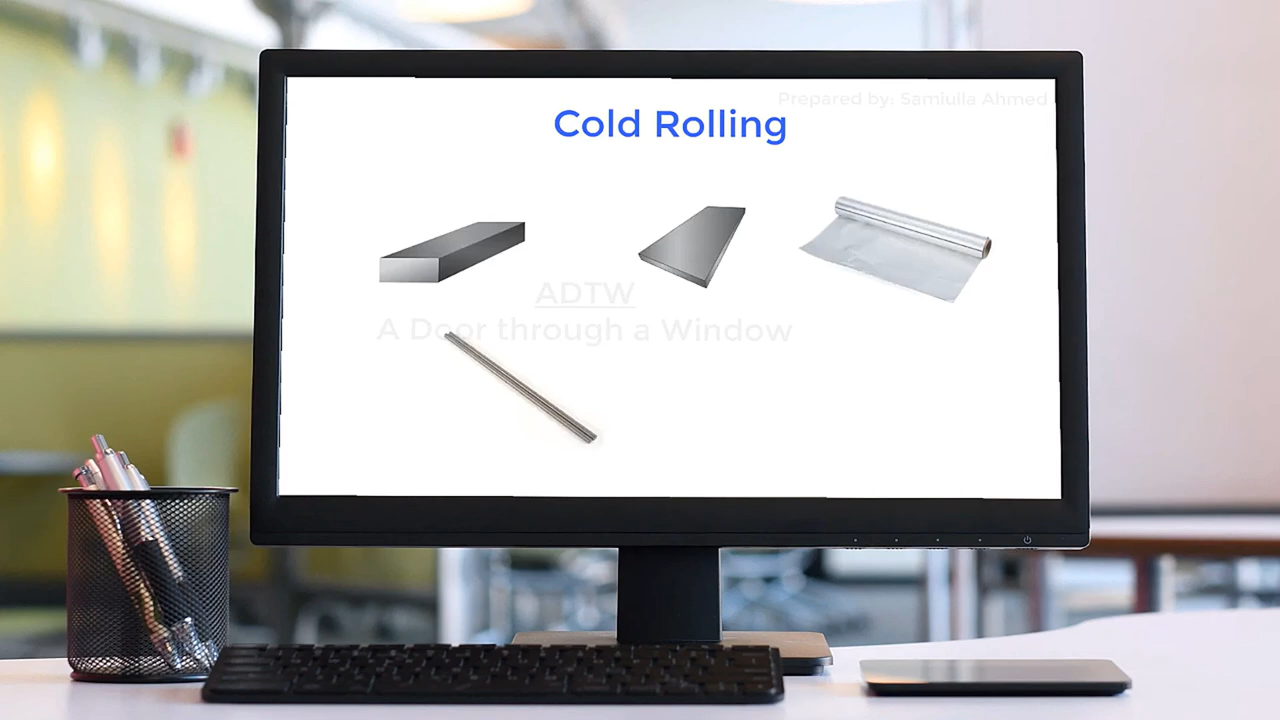 Prepared by: Samiulla Ahmed
Cold Rolling
ADTW
A Door through a Window